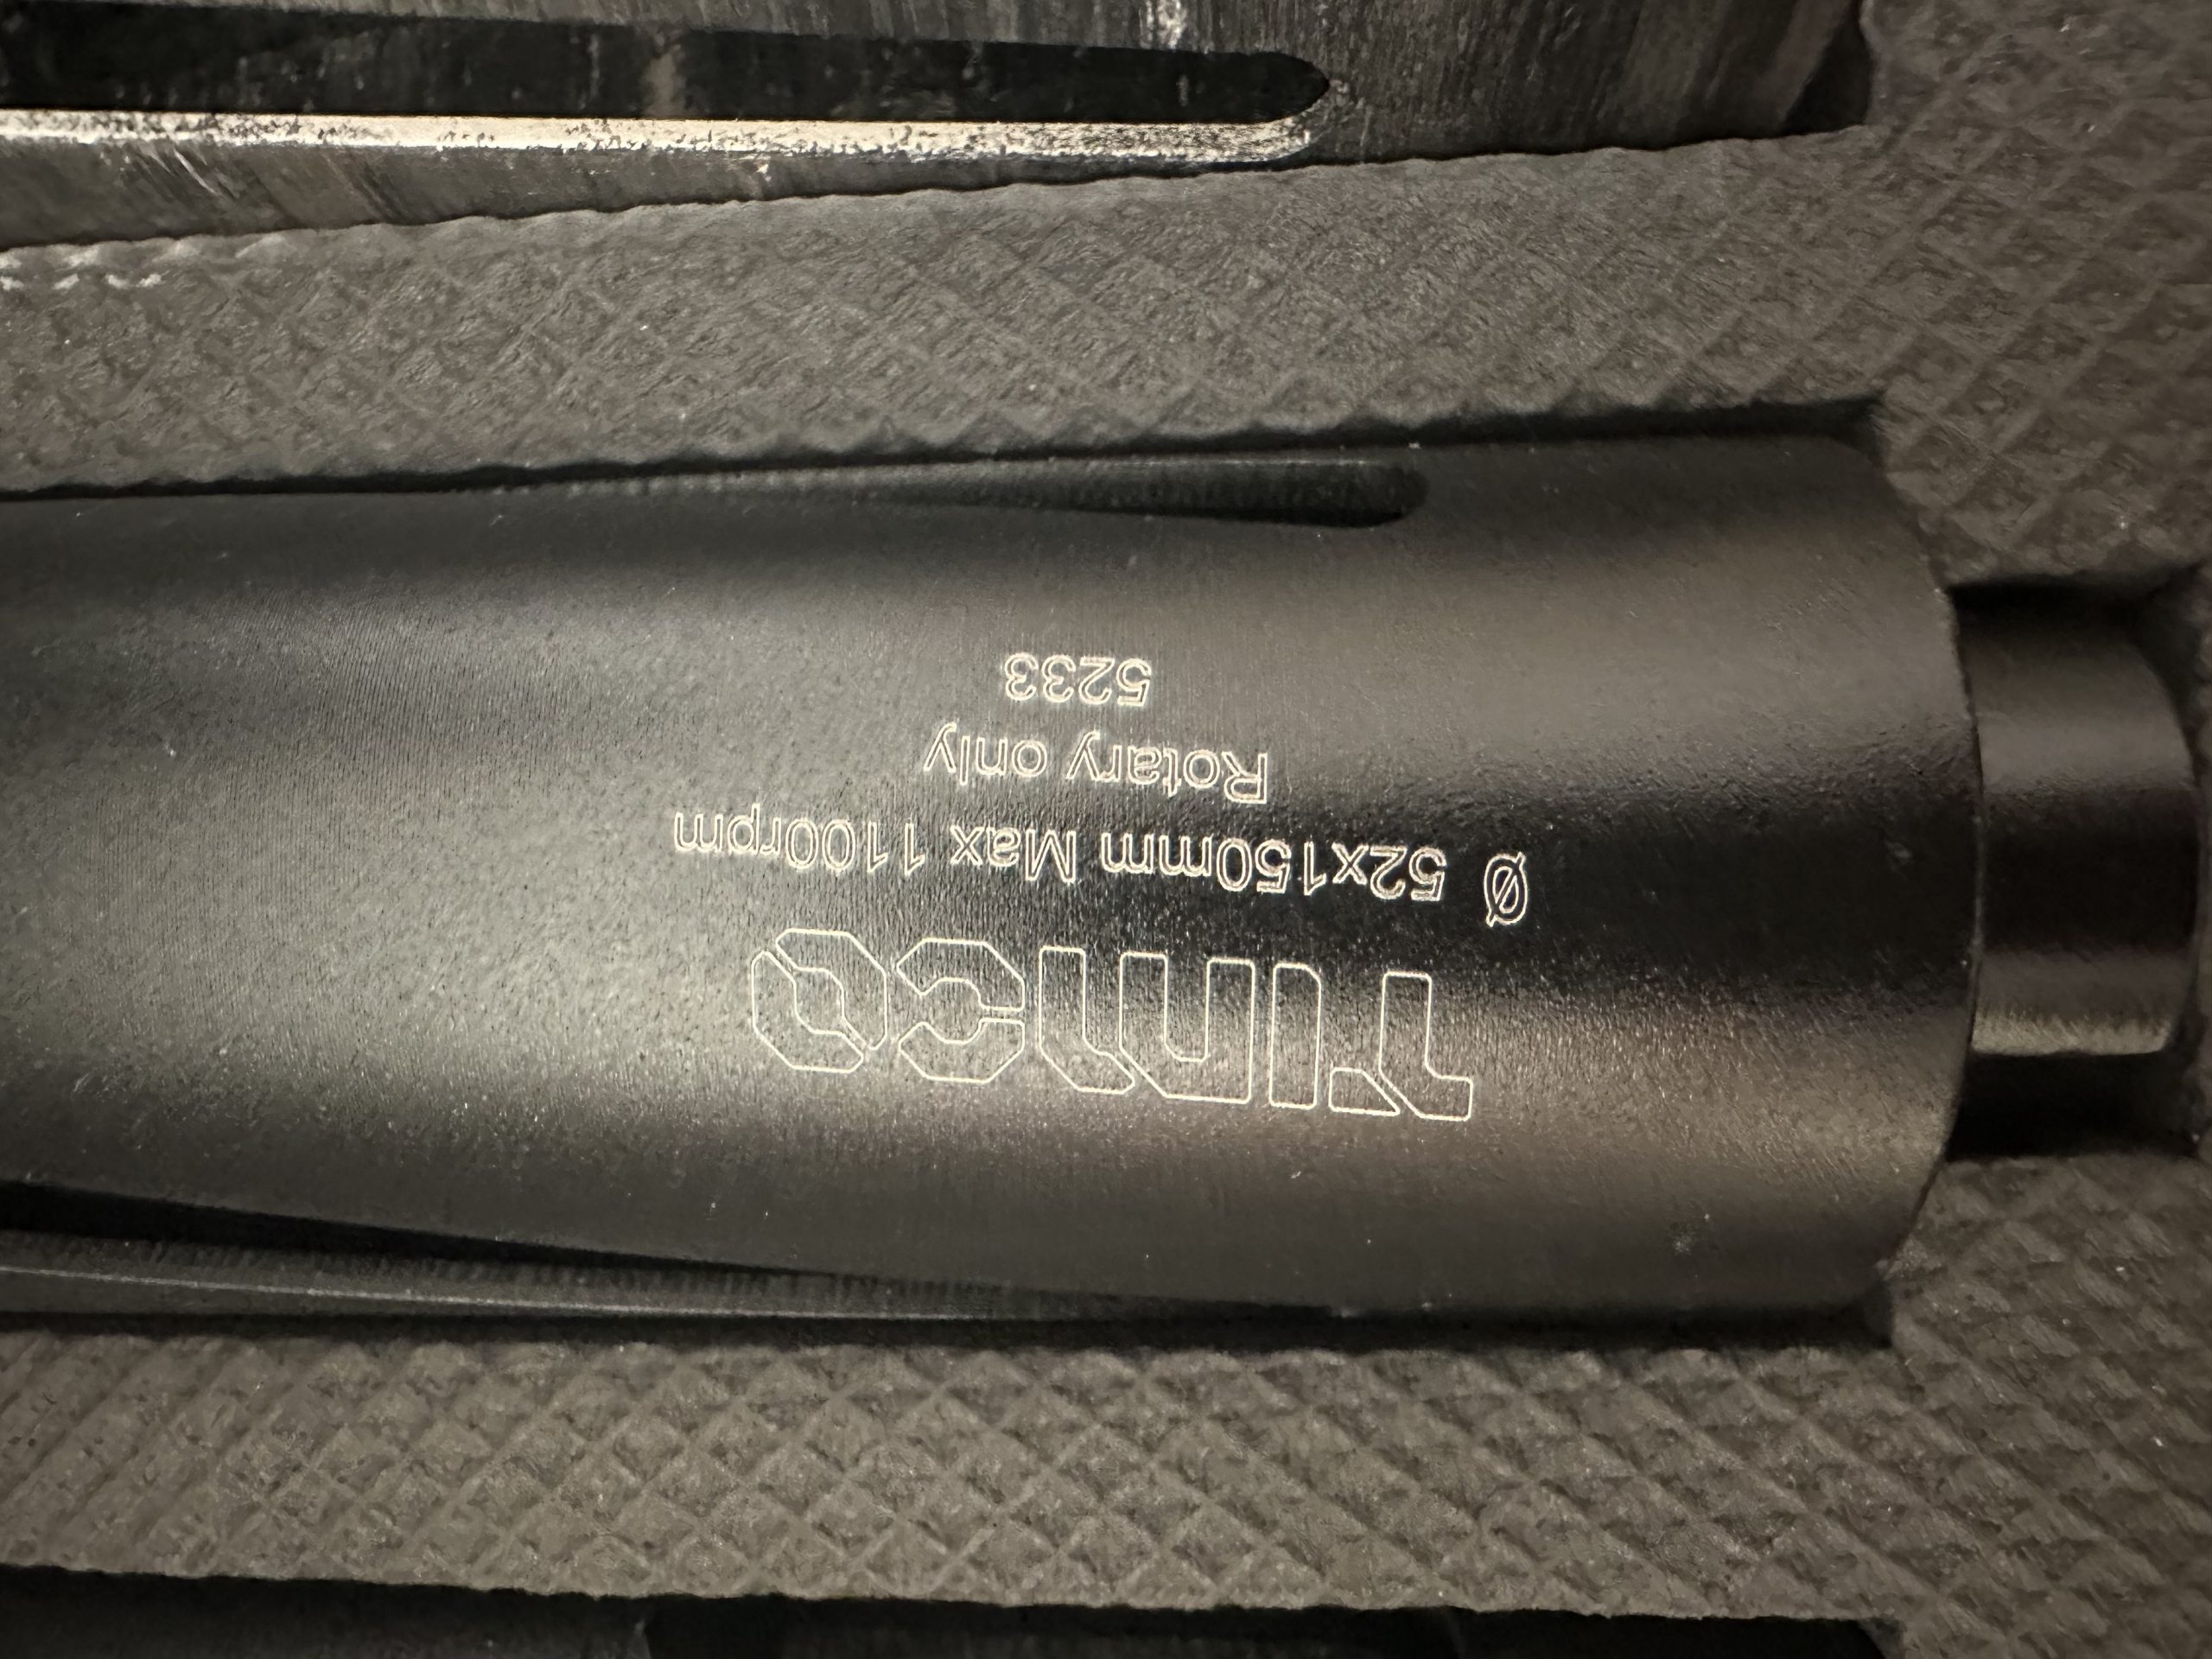 TIMCO
Ø 52x150mm Max 1100rpm
Rotary only
5233